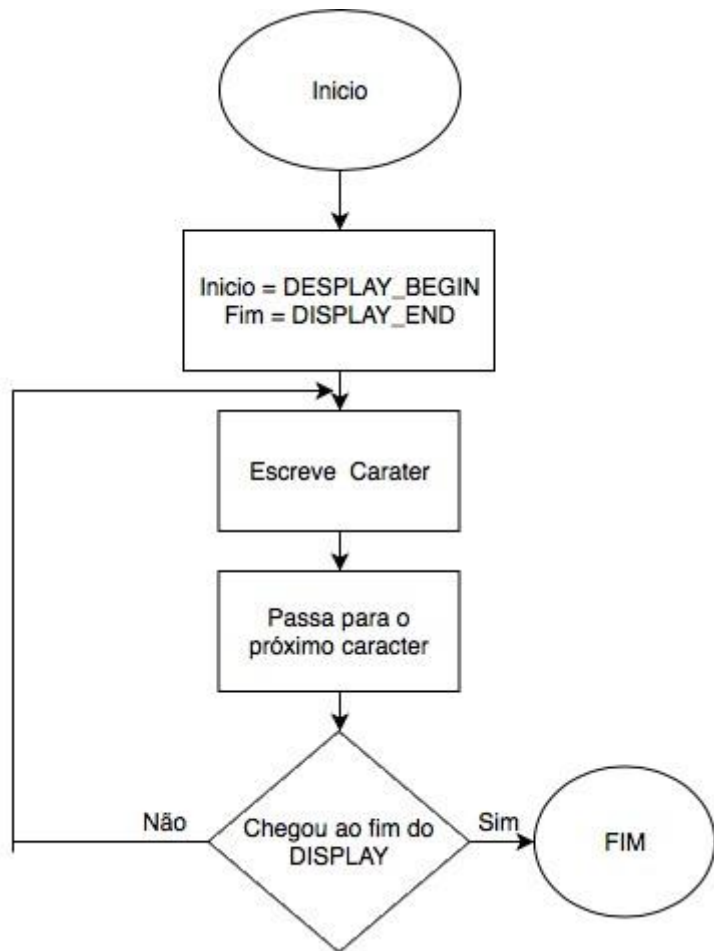 Inicio
Inicio = DESPLAY_BEGIN
Fim = DISPLAY_END
Escreve Carater
Passa para o
próximo caracter
Não
Chegou ao fim do
DISPLAY
Sim
FIM